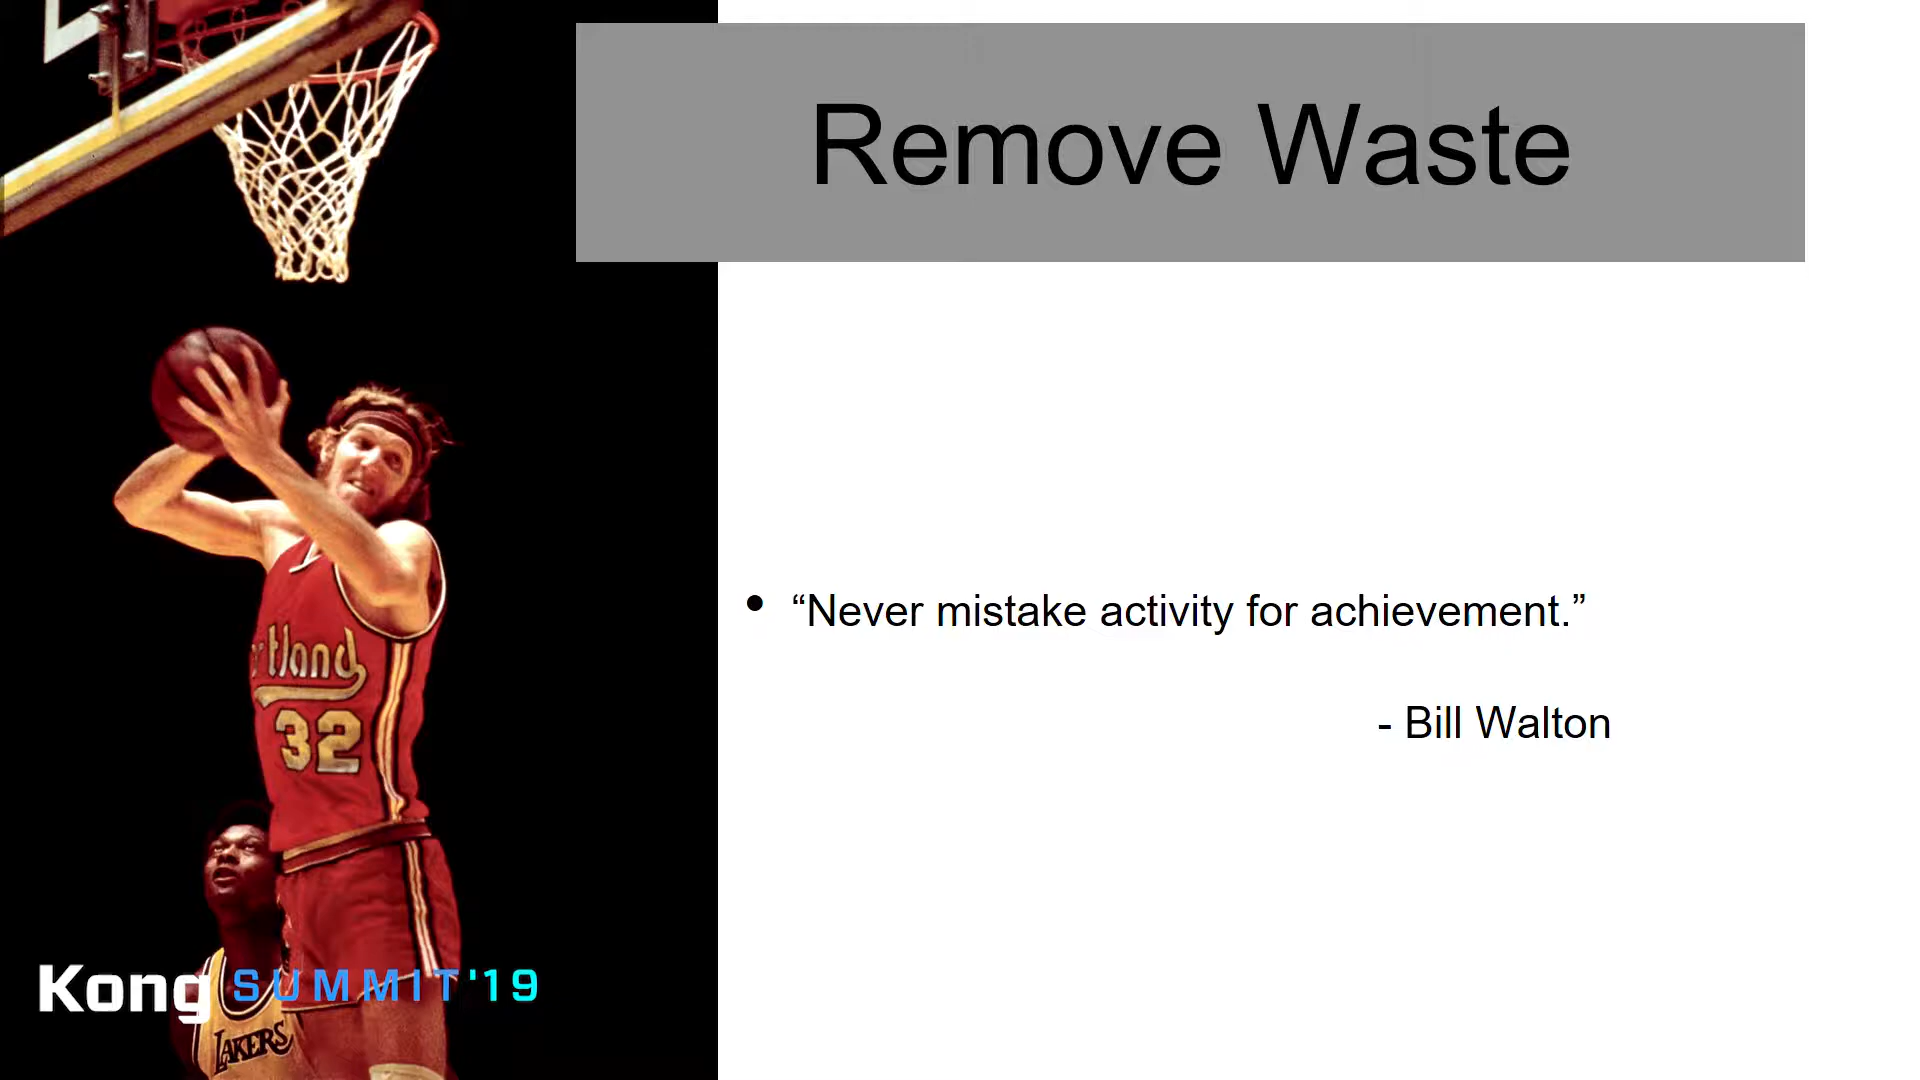 Remove Waste
• “Never mistake activity for achievement.”
- Bill Walton
rtland
32
Kong SUMMIT'19
LAKERS